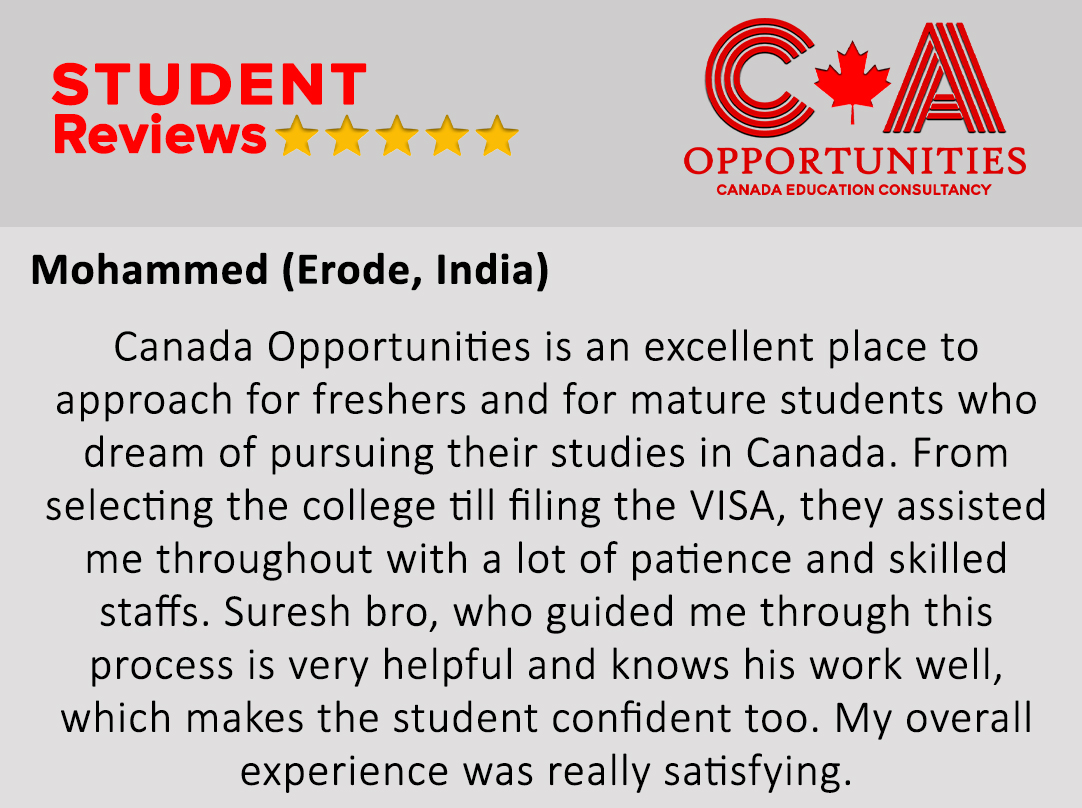 STUDENT
Reviews
CA
OPPORTUNITIES
CANADA EDUCATION CONSULTANCY
Mohammed (Erode, India)
Canada Opportunities is an excellent place to
approach for freshers and for mature students who
dream of pursuing their studies in Canada. From
selecting the college till filing the VISA, they assisted
me throughout with a lot of patience and skilled
staffs. Suresh bro, who guided me through this
process is very helpful and knows his work well,
which makes the student confident too. My overall
experience was really satisfying.